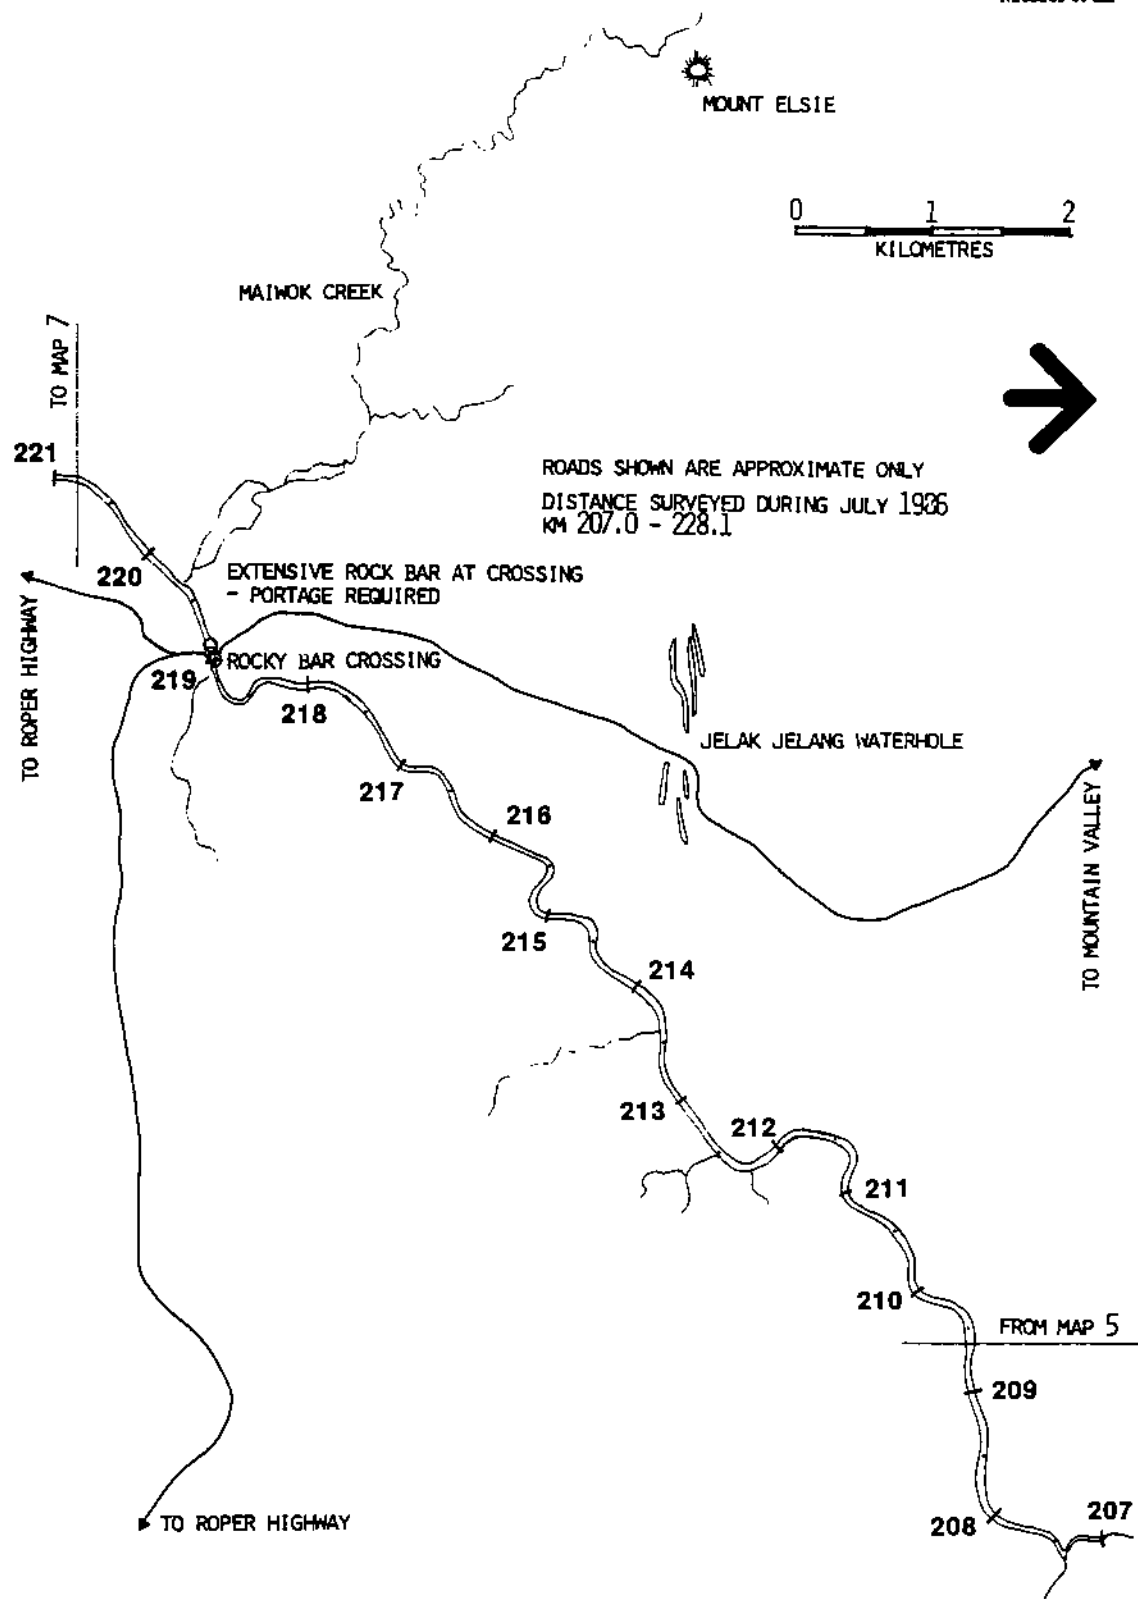 MOUNT ELSIE
0 1 2
KILOMETRES
MAIWOK CREEK
TO MAP 7
221
ROADS SHOWN ARE APPROXIMATE ONLY
DISTANCE SURVEYED DURING JULY 1986
KM 207.0 - 228.1
220
EXTENSIVE ROCK BAR AT CROSSING
- PORTAGE REQUIRED
TO ROPER HIGHWAY
219
ROCKY BAR CROSSING
218
JELAK JELANG WATERHOLE
217
216
TO MOUNTAIN VALLEY
215
214
213
212
211
210
FROM MAP 5
209
208
207
TO ROPER HIGHWAY